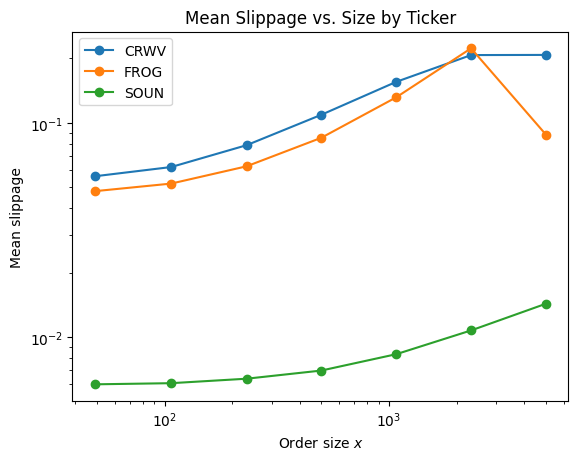 Mean Slippage vs. Size by Ticker
CRWV
FROG
SOUN
Mean slippage
10⁻¹
10⁻²
10²
10³
Order size x